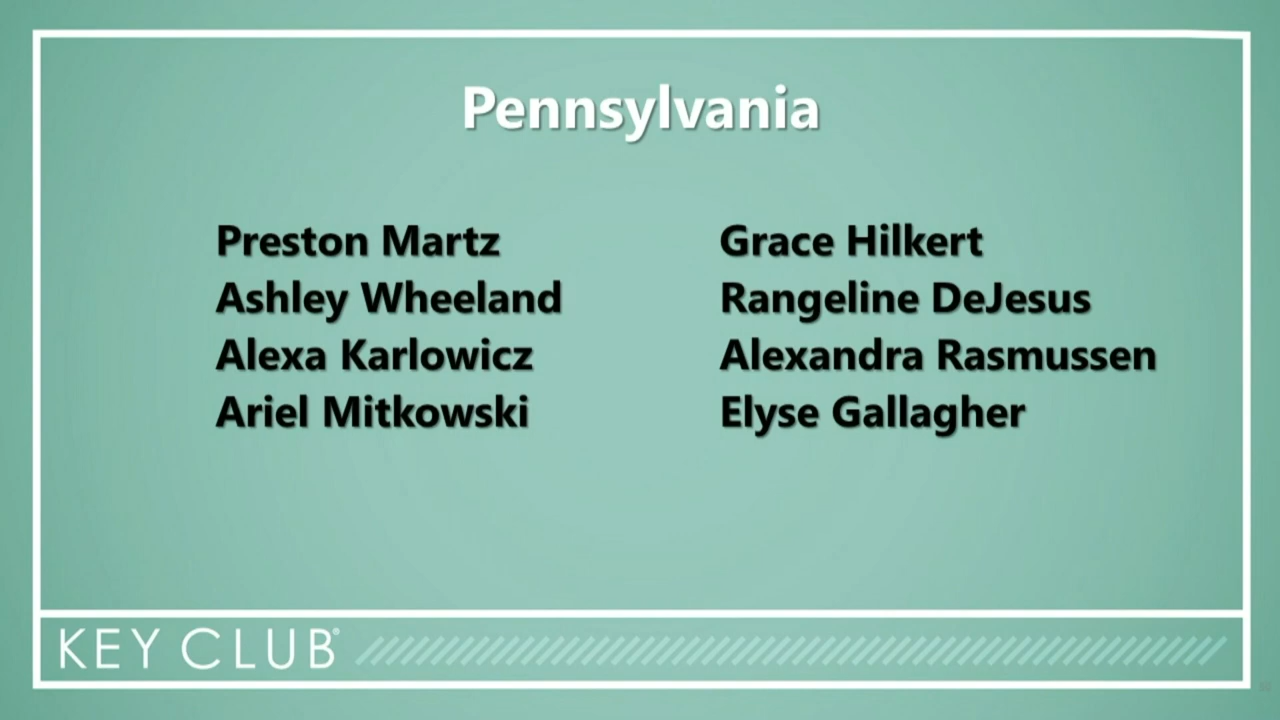 Pennsylvania
Preston Martz
Ashley Wheeland
Alexa Karlowicz
Ariel Mitkowski
Grace Hilkert
Rangeline DeJesus
Alexandra Rasmussen
Elyse Gallagher
KEY CLUB®